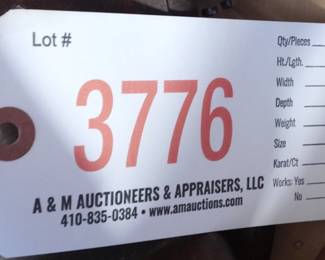 Lot #
3776
A & M AUCTIONEERS & APPRAISERS, LLC
410-835-0384 • www.amauctions.com
Qty/Pieces
Ht./Lgth.
Width
Depth
Weight
Size
Karat/Ct
Works: Yes
No